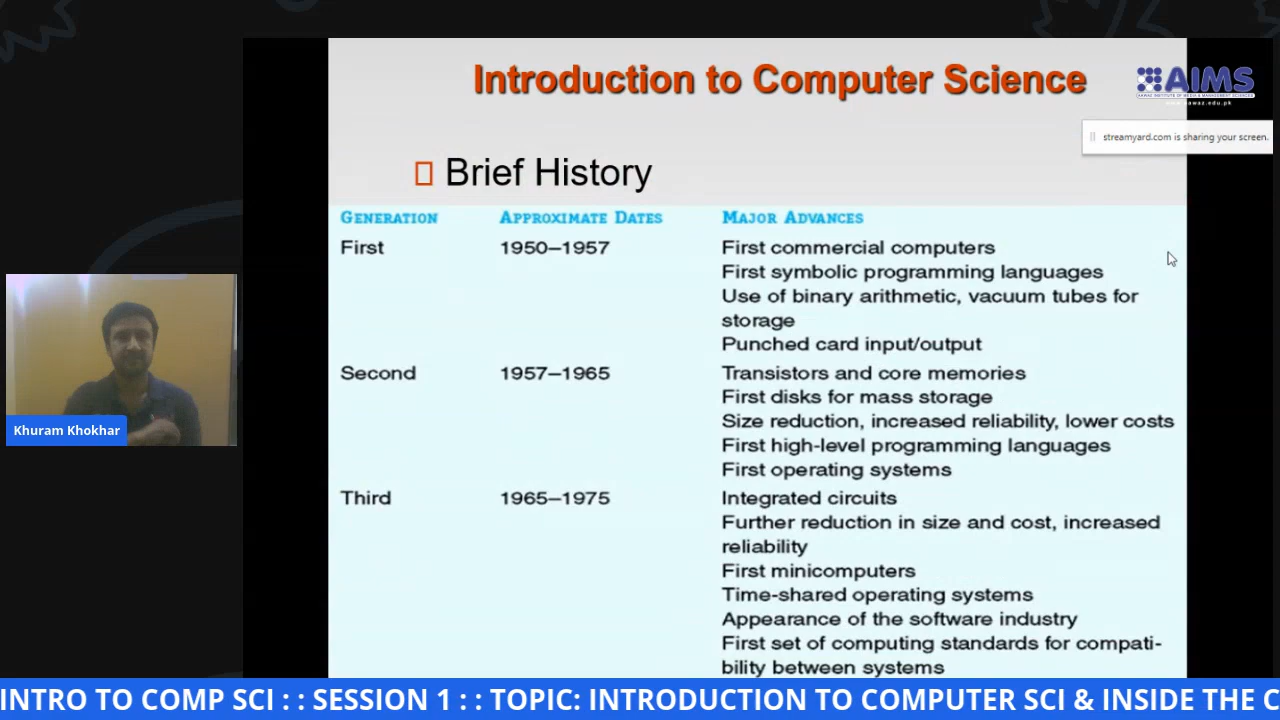 Introduction to Computer Science
AIMS
streamyard.com is sharing your screen.
Brief History
GENERATION APPROXIMATE DATES MAJOR ADVANCES
First 1950–1957 First commercial computers
First symbolic programming languages
Use of binary arithmetic, vacuum tubes for
storage
Punched card input/output
Second 1957–1965 Transistors and core memories
First disks for mass storage
Size reduction, increased reliability, lower costs
First high-level programming languages
First operating systems
Third 1965–1975 Integrated circuits
Further reduction in size and cost, increased
reliability
First minicomputers
Time-shared operating systems
Appearance of the software industry
First set of computing standards for compati-
bility between systems
Khuram Khokhar
INTRO TO COMP SCI : : SESSION 1 : : TOPIC: INTRODUCTION TO COMPUTER SCI & INSIDE THE C